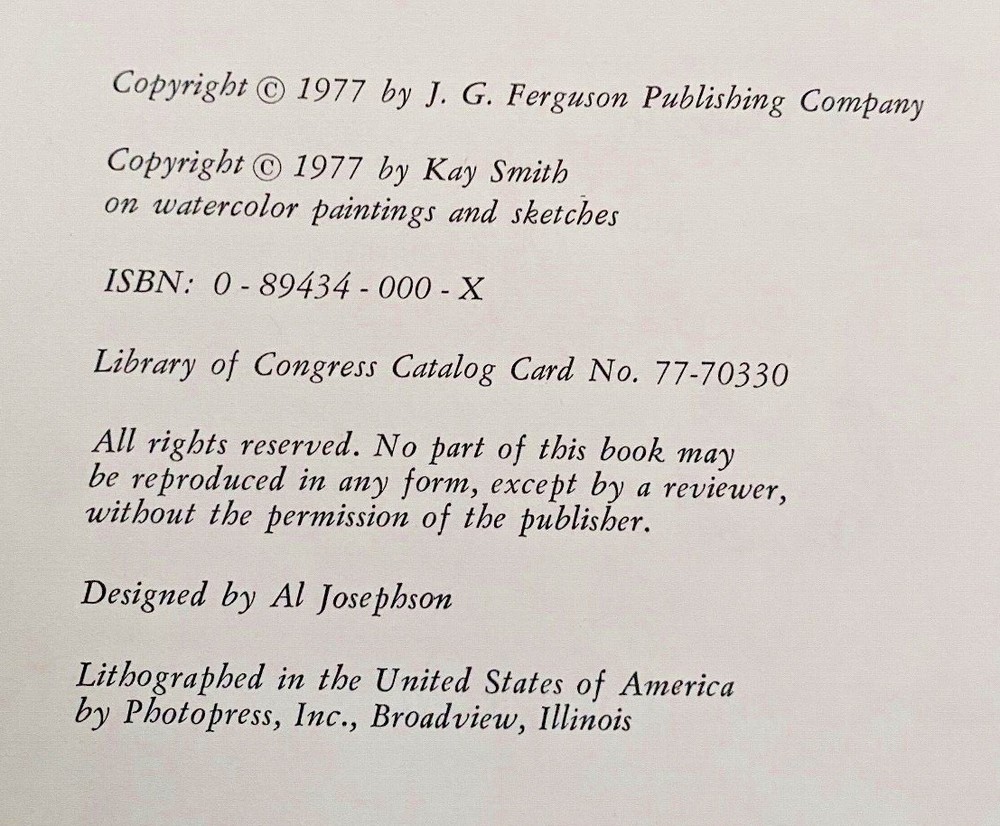 Copyright © 1977 by J. G. Ferguson Publishing Company
Copyright © 1977 by Kay Smith
on watercolor paintings and sketches
ISBN: 0 - 89434 - 000 - X
Library of Congress Catalog Card No. 77-70330
All rights reserved. No part of this book may
be reproduced in any form, except by a reviewer,
without the permission of the publisher.
Designed by Al Josephson
Lithographed in the United States of America
by Photopress, Inc., Broadview, Illinois